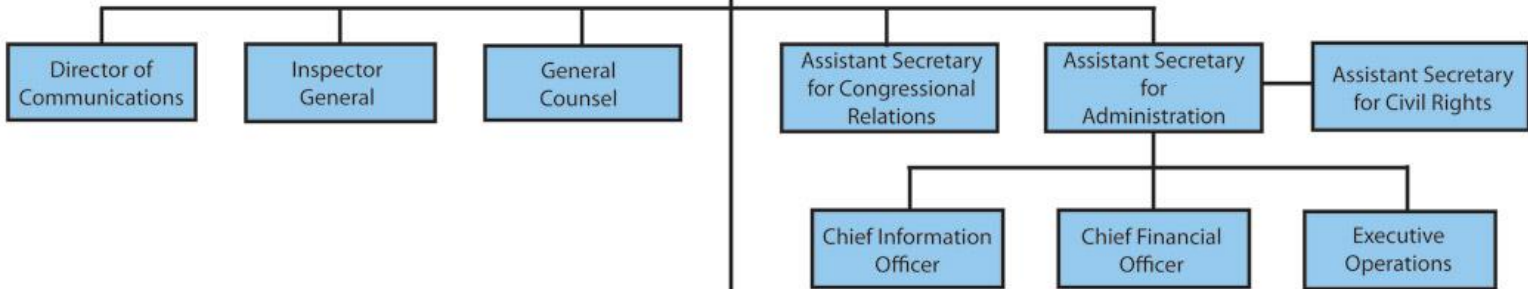 Director of
Communications
Inspector
General
General
Counsel
Assistant Secretary
for Congressional
Relations
Assistant Secretary
for
Administration
Assistant Secretary
for Civil Rights
Chief Information
Officer
Chief Financial
Officer
Executive
Operations